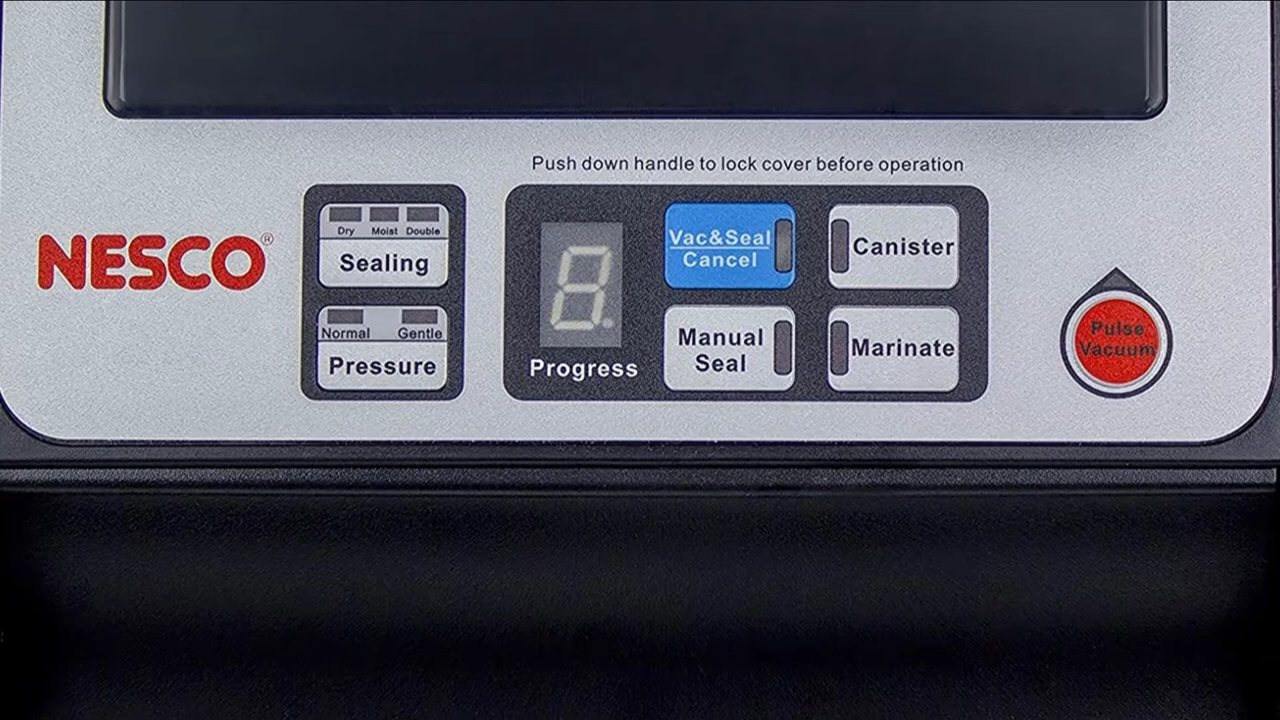 Push down handle to lock cover before operation
NESCO®
Dry Moist Double
Sealing
Normal Gentle
Pressure
8.
Progress
Vac&Seal
Cancel
Canister
Manual
Seal
Marinate
Pulse
Vacuum